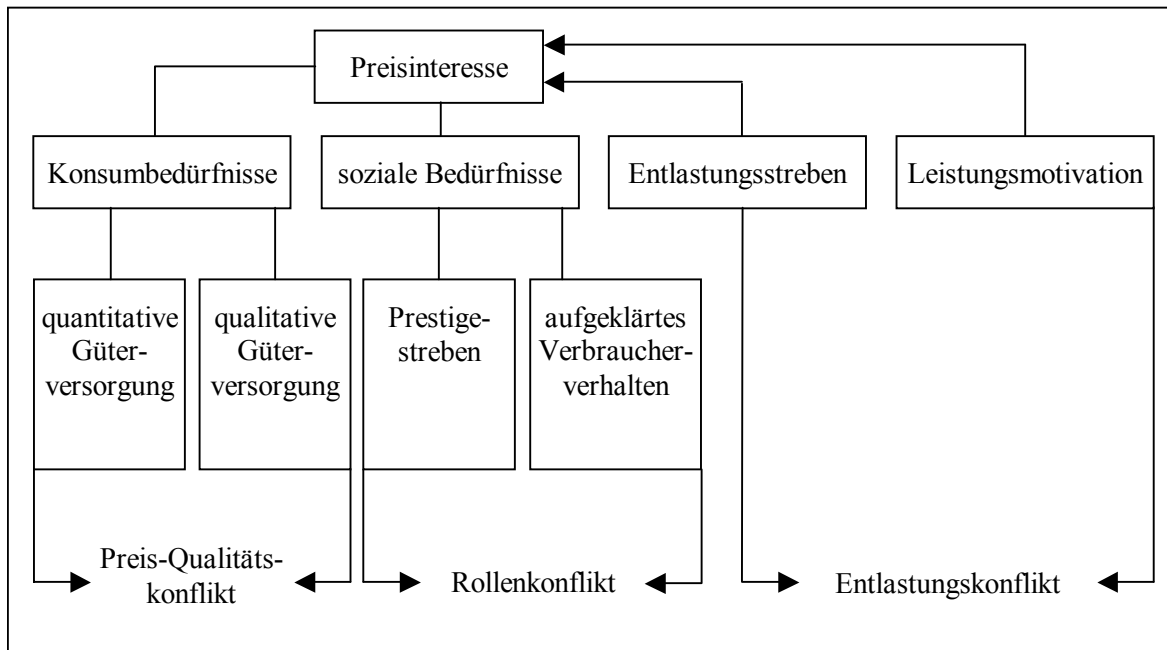 Preisinteresse
Konsumbedürfnisse
soziale Bedürfnisse
Entlastungsstreben
Leistungsmotivation
quantitative
Güter-
versorgung
qualitative
Güter-
versorgung
Prestige-
streben
aufgeklärtes
Verbraucher-
verhalten
Preis-Qualitäts-
konflikt
Rollenkonflikt
Entlastungskonflikt